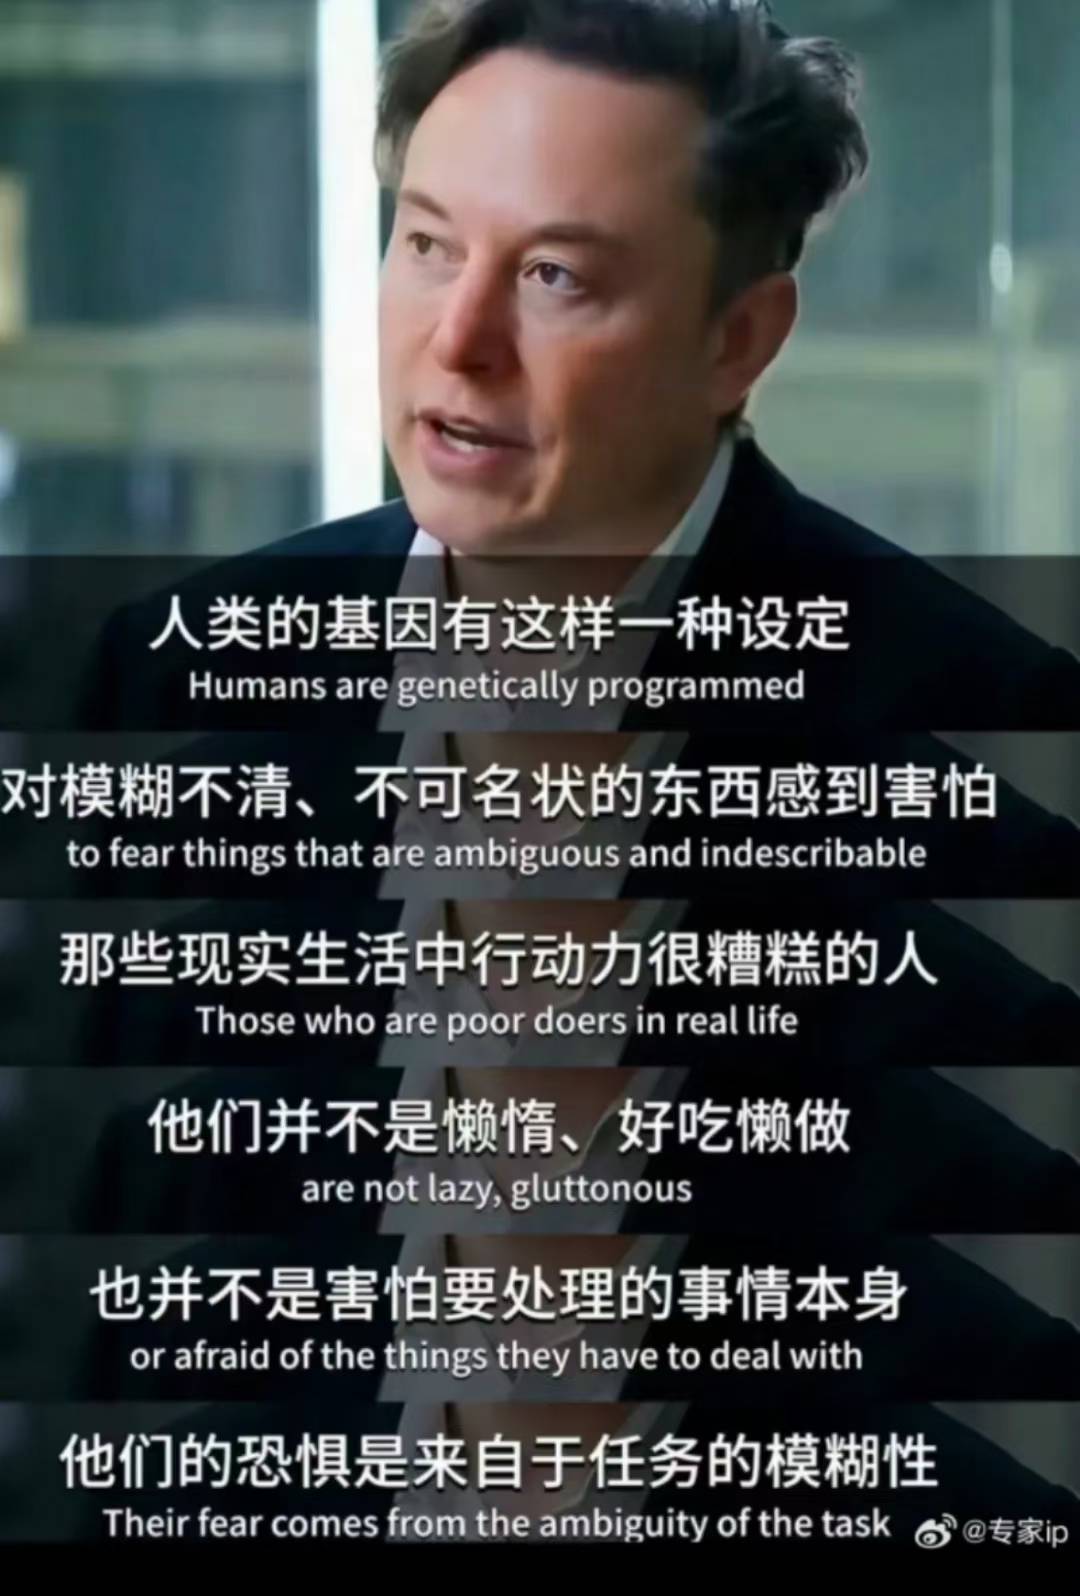 人类的基因有这样一种设定
Humans are genetically programmed
对模糊不清、不可名状的东西感到害怕
to fear things that are ambiguous and indescribable
那些现实生活中行动力很糟糕的人
Those who are poor doers in real life
他们并不是懒惰、好吃懒做
are not lazy, gluttonous
也并不是害怕要处理的事情本身
or afraid of the things they have to deal with
他们的恐惧是来自于任务的模糊性
Their fear comes from the ambiguity of the task
@专家ip